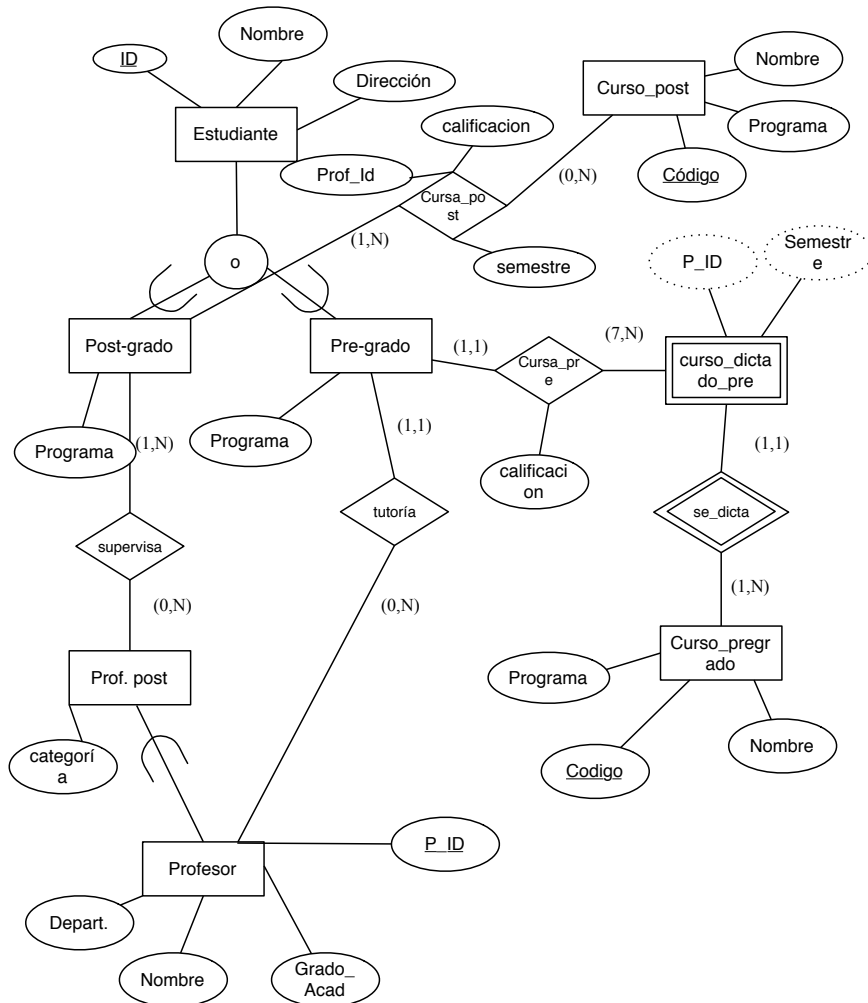 Nombre
ID
Dirección
Estudiante
calificacion
Curso_post
Nombre
Programa
Código
Prof_Id
Cursa_po
st
(0,N)
(1,N)
semestre
o
P_ID
Semestr
e
Post-grado
Pre-grado
(1,1)
Cursa_pr
e
(7,N)
curso_dicta
do_pre
Programa
(1,N)
Programa
(1,1)
calificaci
on
(1,1)
supervisa
tutoría
se_dicta
(0,N)
(0,N)
(1,N)
Prof. post
Curso_pregr
ado
Programa
categorí
a
Codigo
Nombre
Profesor
P_ID
Depart.
Nombre
Grado_
Acad